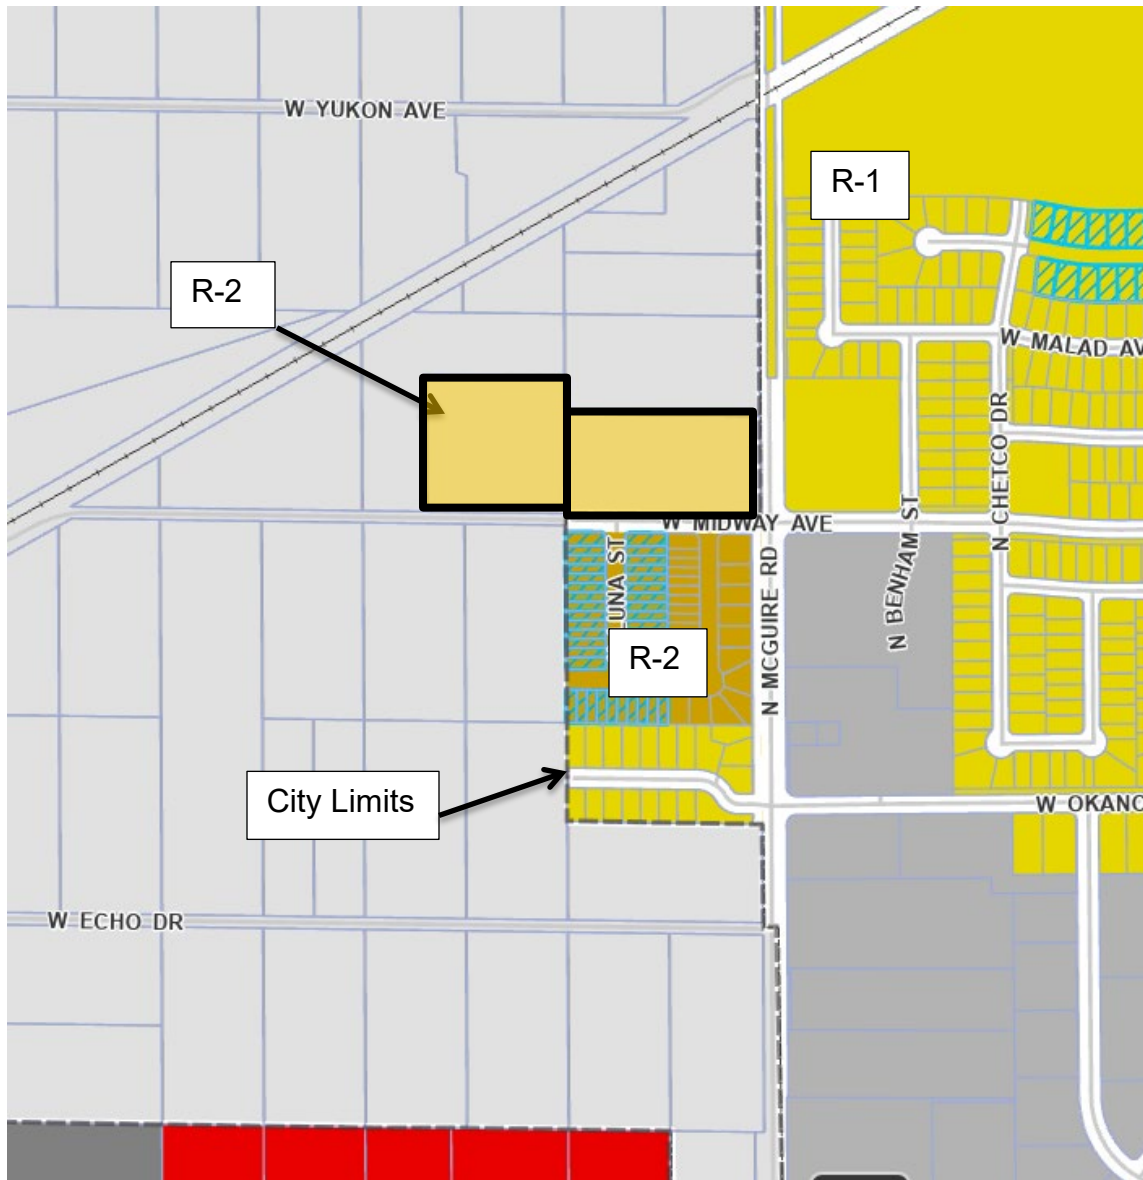 W YUKON AVE
R-1
R-2
W MALAD AV
N CHETCO DR
W MIDWAY AVE
N BENHAM ST
LUNA ST
N MCGUIRE RD
R-2
City Limits
W OKANO
W ECHO DR